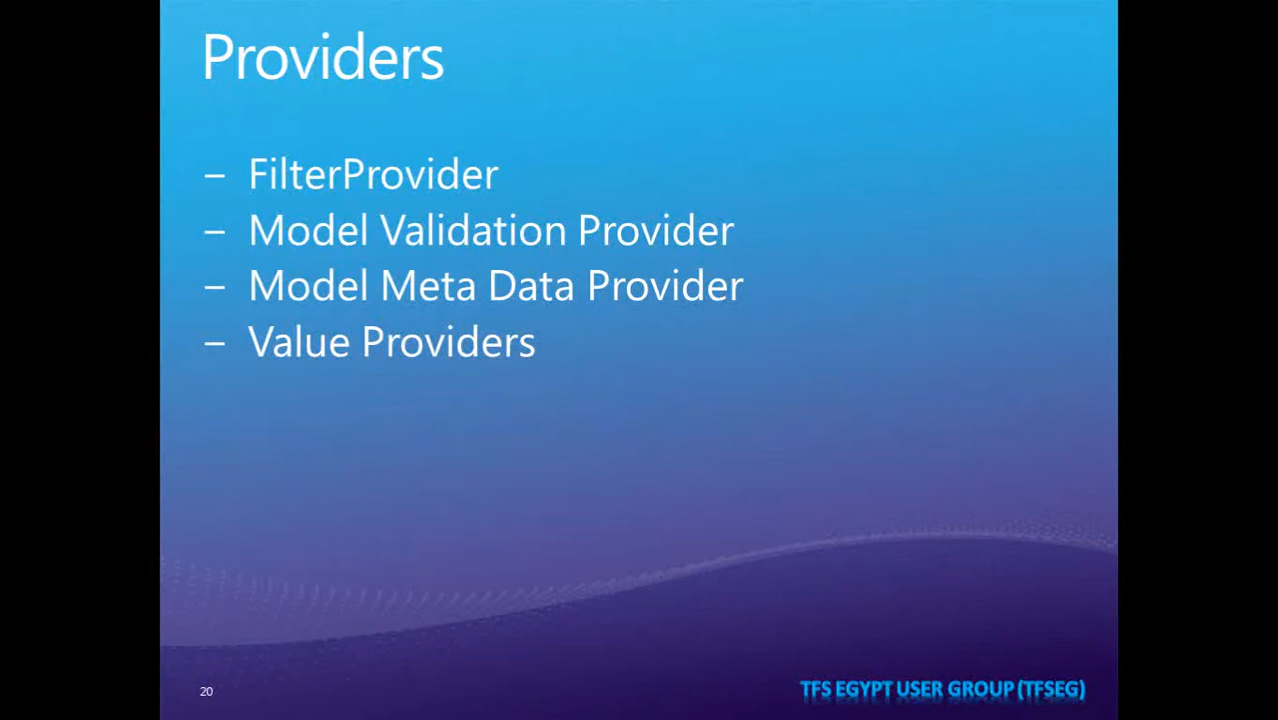 Providers
– FilterProvider
– Model Validation Provider
– Model Meta Data Provider
– Value Providers
20
TFS EGYPT USER GROUP (TFSEG)